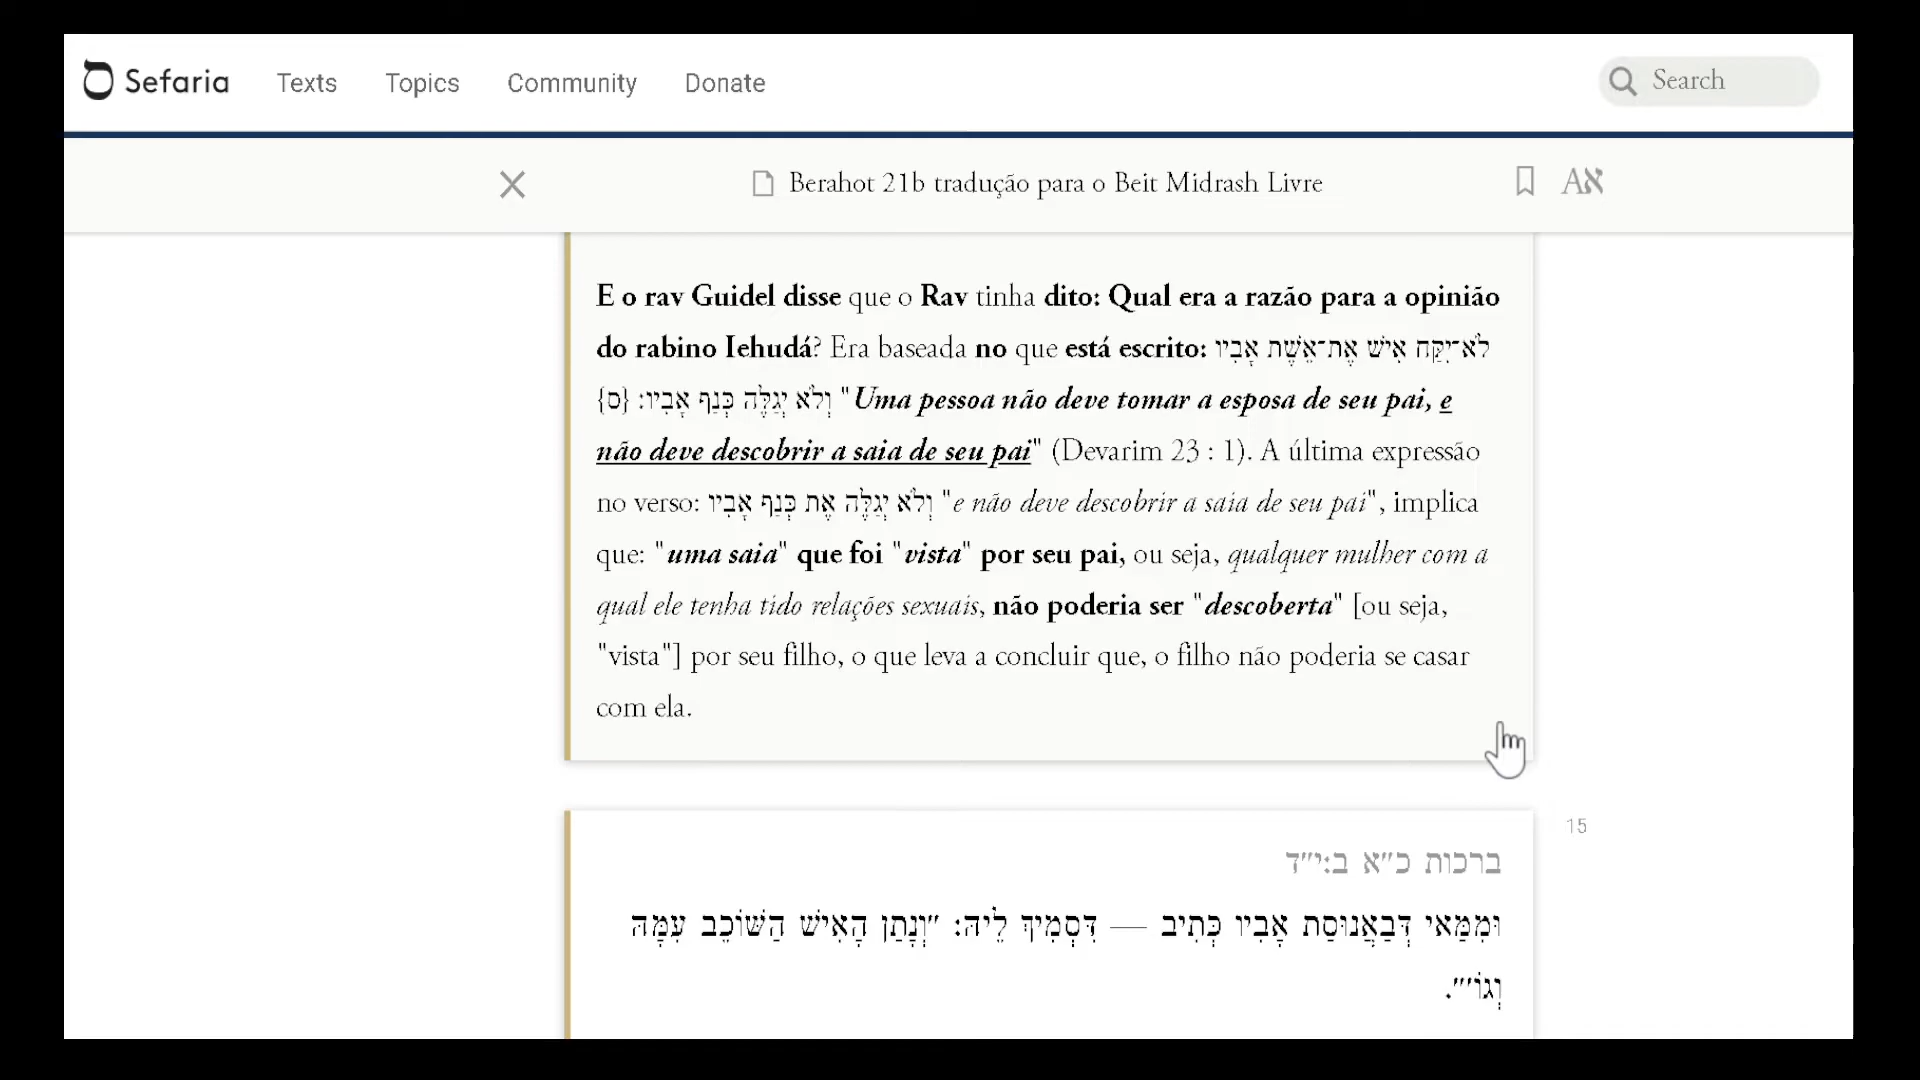 Sefaria Texts Topics Community Donate Search
Berahot 21b tradução para o Beit Midrash Livre Aא
E o rav Guidel disse que o Rav tinha dito: Qual era a razão para a opinião
do rabino Iehudá? Era baseada no que está escrito: לֹא־יִקַּח אִישׁ אֶת־אֵשֶׁת אָבִיו
וְלֹא יְגַלֶּה כְּנַף אָבִיו׃ {ס} "Uma pessoa não deve tomar a esposa de seu pai, e
não deve descobrir a saia de seu pai" (Devarim 23 : 1). A última expressão
no verso: וְלֹא יְגַלֶּה אֶת כְּנַף אָבִיו "e não deve descobrir a saia de seu pai", implica
que: "uma saia" que foi "vista" por seu pai, ou seja, qualquer mulher com a
qual ele tenha tido relações sexuais, não poderia ser "descoberta" [ou seja,
"vista"] por seu filho, o que leva a concluir que, o filho não poderia se casar
com ela.
15
ברכות כ״א ב:י״ד
וּמִמַּאי דְּבַאֲנוּסַת אָבִיו כְּתִיב — דִּסְמִיךְ לֵיהּ: ״וְנָתַן הָאִישׁ הַשּׁוֹכֵב עִמָּהּ
וְגוֹ׳״.